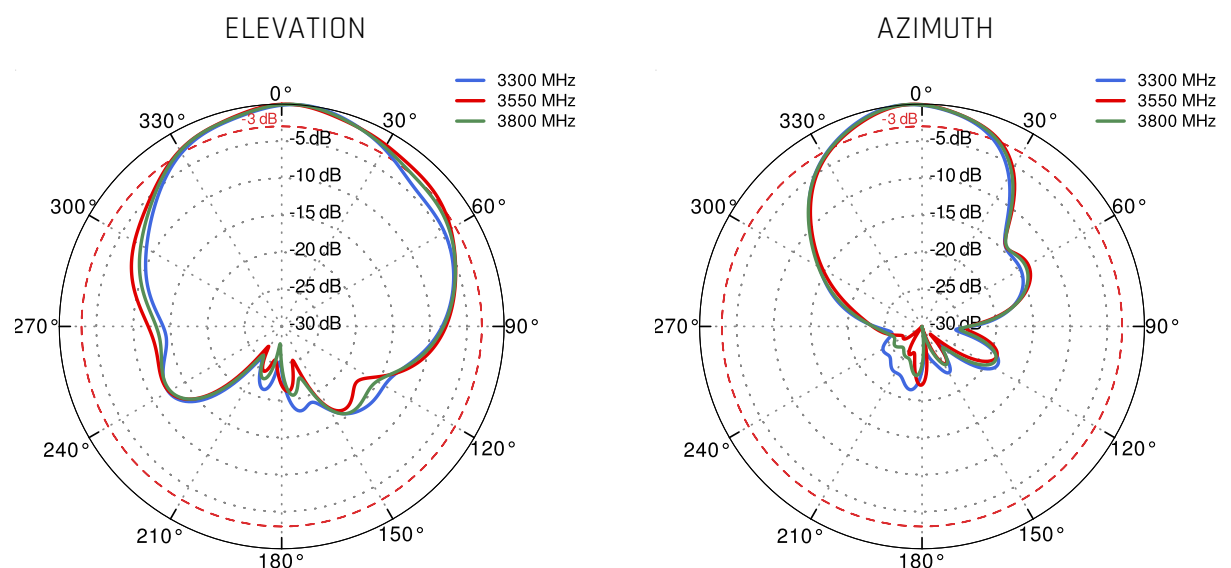 ELEVATION
3300 MHz
3550 MHz
3800 MHz
0°
-3 dB
330°
30°
-5 dB
-10 dB
300°
60°
-15 dB
-20 dB
-25 dB
270°
-30 dB
90°
240°
120°
210°
150°
180°
AZIMUTH
3300 MHz
3550 MHz
3800 MHz
0°
-3 dB
330°
30°
-5 dB
-10 dB
300°
60°
-15 dB
-20 dB
-25 dB
270°
-30 dB
90°
240°
120°
210°
150°
180°